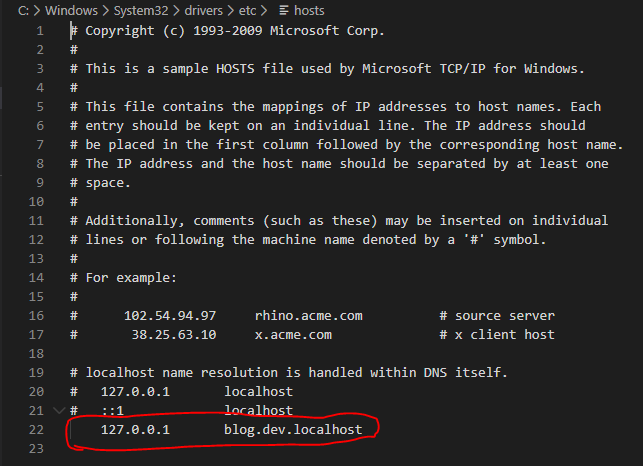 C: > Windows > System32 > drivers > etc > hosts
1 # Copyright (c) 1993-2009 Microsoft Corp.
2 #
3 # This is a sample HOSTS file used by Microsoft TCP/IP for Windows.
4 #
5 # This file contains the mappings of IP addresses to host names. Each
6 # entry should be kept on an individual line. The IP address should
7 # be placed in the first column followed by the corresponding host name.
8 # The IP address and the host name should be separated by at least one
9 # space.
10 #
11 # Additionally, comments (such as these) may be inserted on individual
12 # lines or following the machine name denoted by a '#' symbol.
13 #
14 # For example:
15 #
16 #      102.54.94.97     rhino.acme.com          # source server
17 #       38.25.63.10     x.acme.com              # x client host
18
19 # localhost name resolution is handled within DNS itself.
20 #   127.0.0.1       localhost
21 #   ::1             localhost
22     127.0.0.1       blog.dev.localhost
23